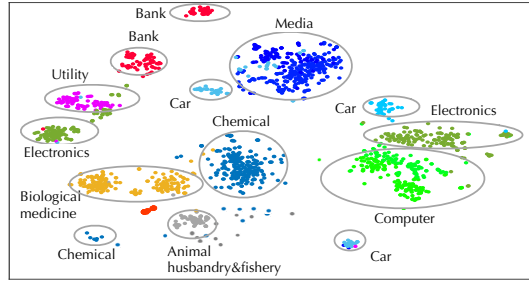 Bank
Bank
Media
Utility
Car
Car
Electronics
Chemical
Electronics
Biological
medicine
Computer
Chemical
Animal
husbandry&fishery
Car